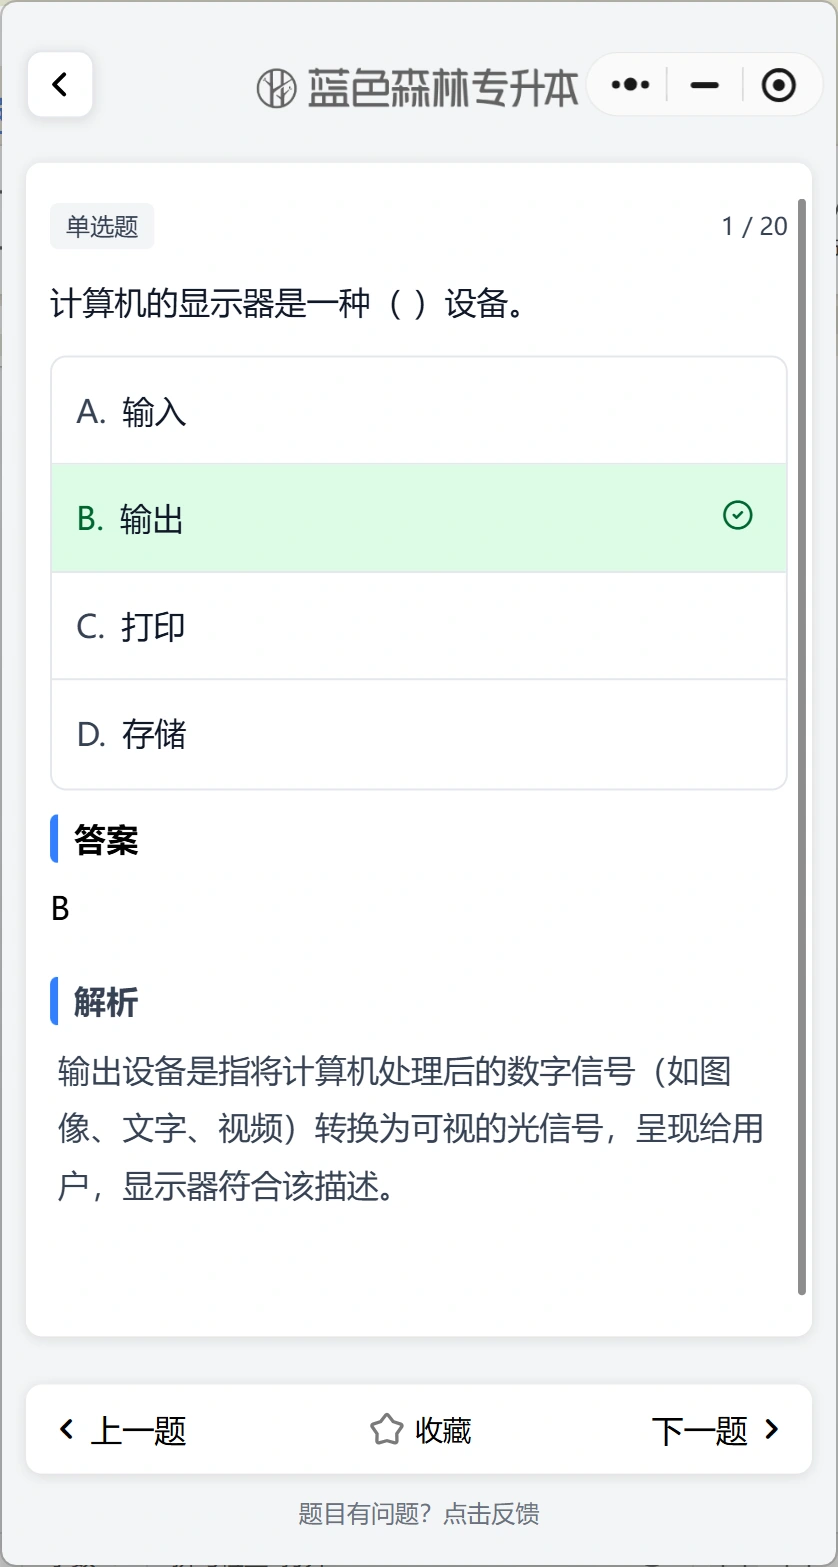 蓝色森林专升本
单选题
1 / 20
计算机的显示器是一种（ ）设备。
A. 输入
B. 输出
C. 打印
D. 存储
答案
B
解析
输出设备是指将计算机处理后的数字信号（如图
像、文字、视频）转换为可视的光信号，呈现给用
户，显示器符合该描述。
上一题
收藏
下一题
题目有问题？点击反馈